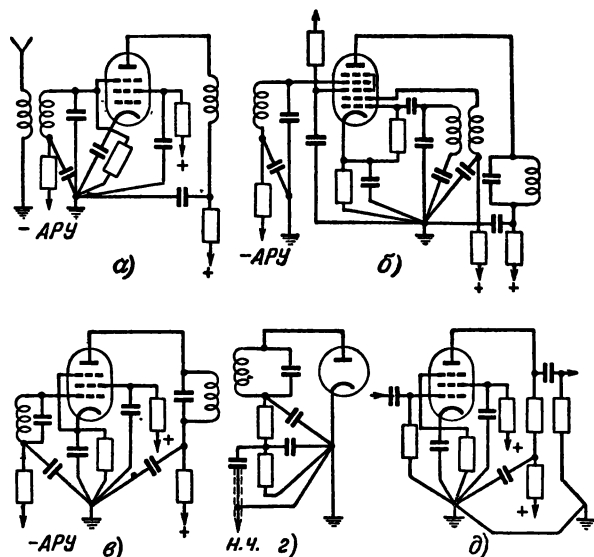 - АРУ
+
+
а)
-АРУ
+
+
б)
+
+
-АРУ
в)
н.ч.
г)
+
+
д)